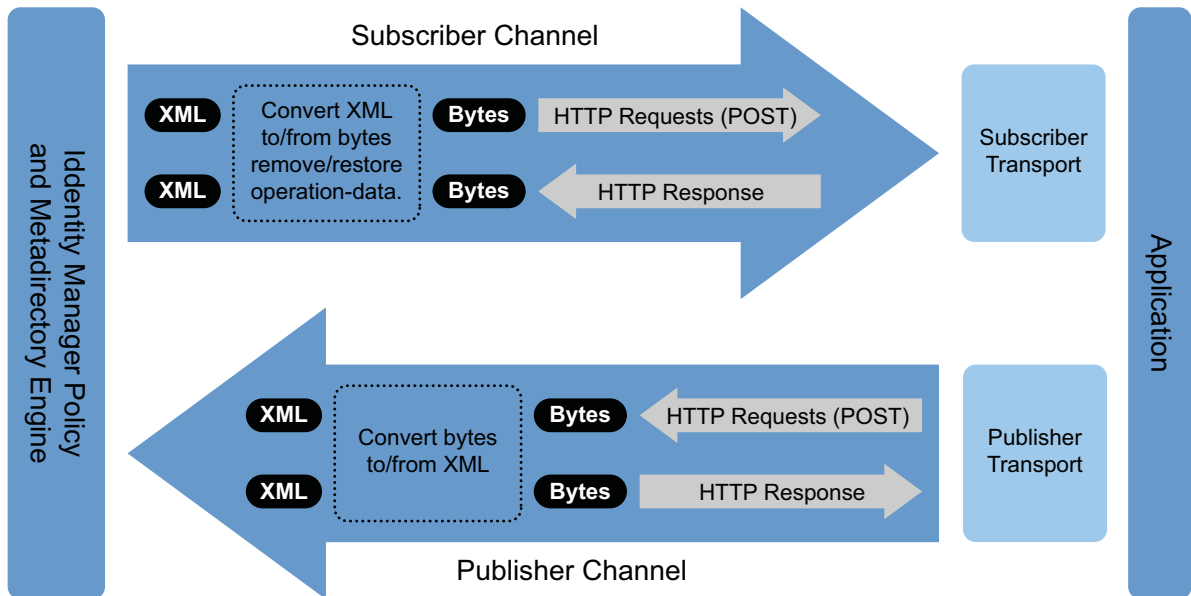 Iddentity Manager Policy
and Metadirectory Engine
Subscriber Channel
XML
Convert XML
to/from bytes
remove/restore
operation-data.
Bytes
HTTP Requests (POST)
XML
Bytes
HTTP Response
Subscriber
Transport
Application
XML
Convert bytes
to/from XML
Bytes
HTTP Requests (POST)
XML
Bytes
HTTP Response
Publisher
Transport
Publisher Channel